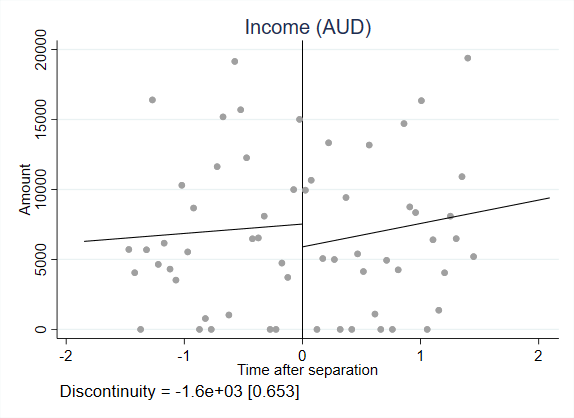 Income (AUD)
20000
15000
10000
5000
0
Amount
-2
-1
0
1
2
Time after separation
Discontinuity = -1.6e+03 [0.653]